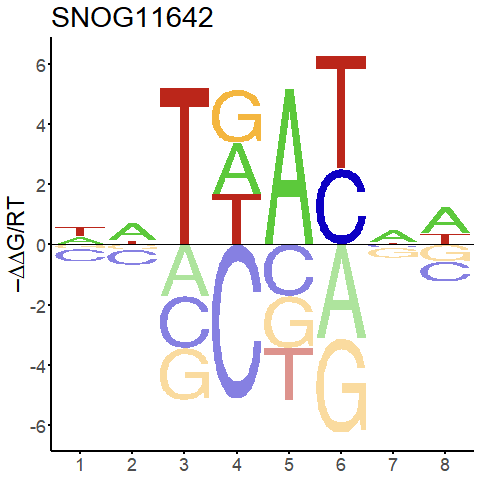 SNOG11642
−ΔΔG/RT
6
4
2
0
-2
-4
-6
T A T G A T A A
A A T A C A T
T C
C C A C C A G G
C G G C
G T G
1 2 3 4 5 6 7 8